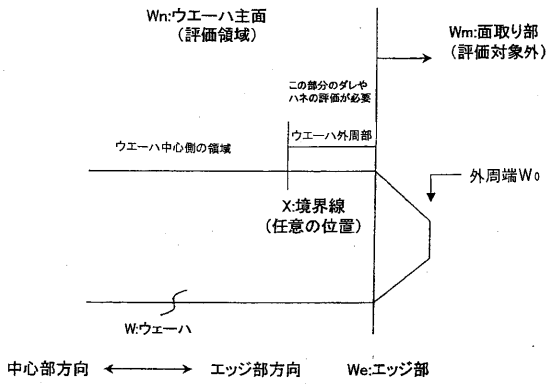 Wn:ウエーハ主面
(評価領域)
Wm:面取り部
(評価対象外)
この部分のダレや
ハネの評価が必要
ウエーハ中心側の領域
ウエーハ外周部
外周端W0
X:境界線
(任意の位置)
W:ウェーハ
中心部方向
エッジ部方向
We:エッジ部